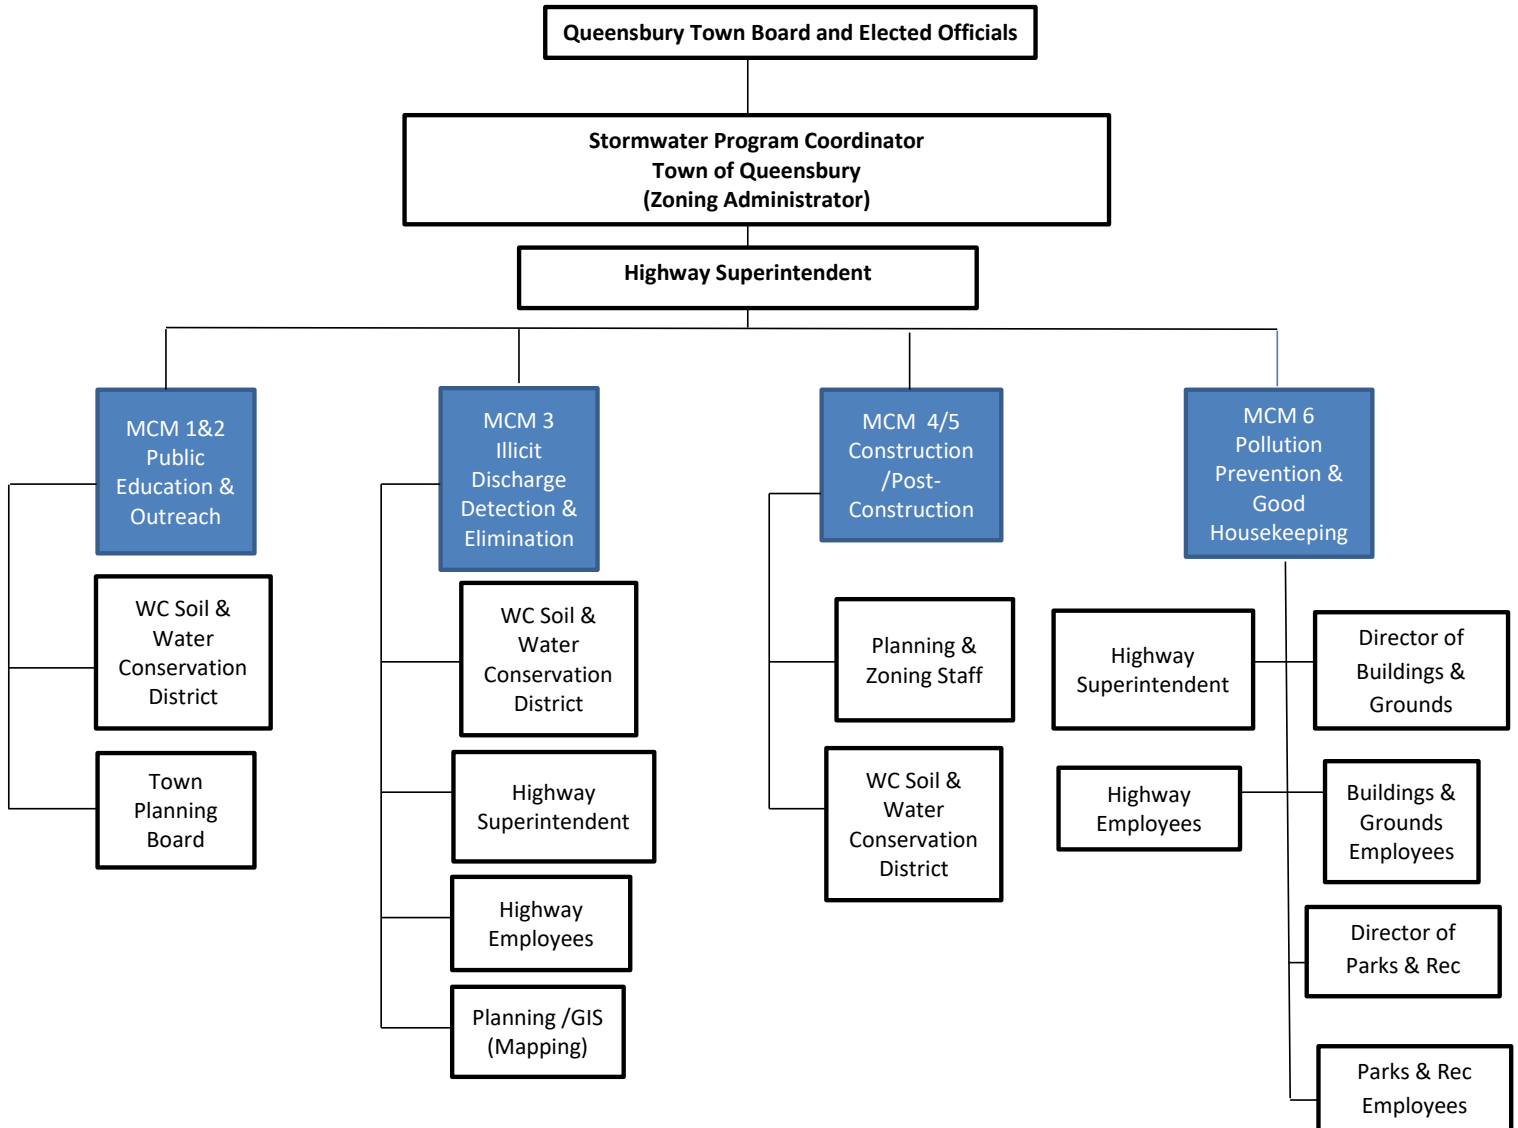 Queensbury Town Board and Elected Officials
Stormwater Program Coordinator
Town of Queensbury
(Zoning Administrator)
Highway Superintendent
MCM 1&2
Public
Education &
Outreach
WC Soil &
Water
Conservation
District
Town
Planning
Board
MCM 3
Illicit
Discharge
Detection &
Elimination
WC Soil &
Water
Conservation
District
Highway
Superintendent
Highway
Employees
Planning /GIS
(Mapping)
MCM  4/5
Construction
/Post-
Construction
Planning &
Zoning Staff
WC Soil &
Water
Conservation
District
MCM 6
Pollution
Prevention &
Good
Housekeeping
Highway
Superintendent
Director of
Buildings &
Grounds
Highway
Employees
Buildings &
Grounds
Employees
Director of
Parks & Rec
Parks & Rec
Employees